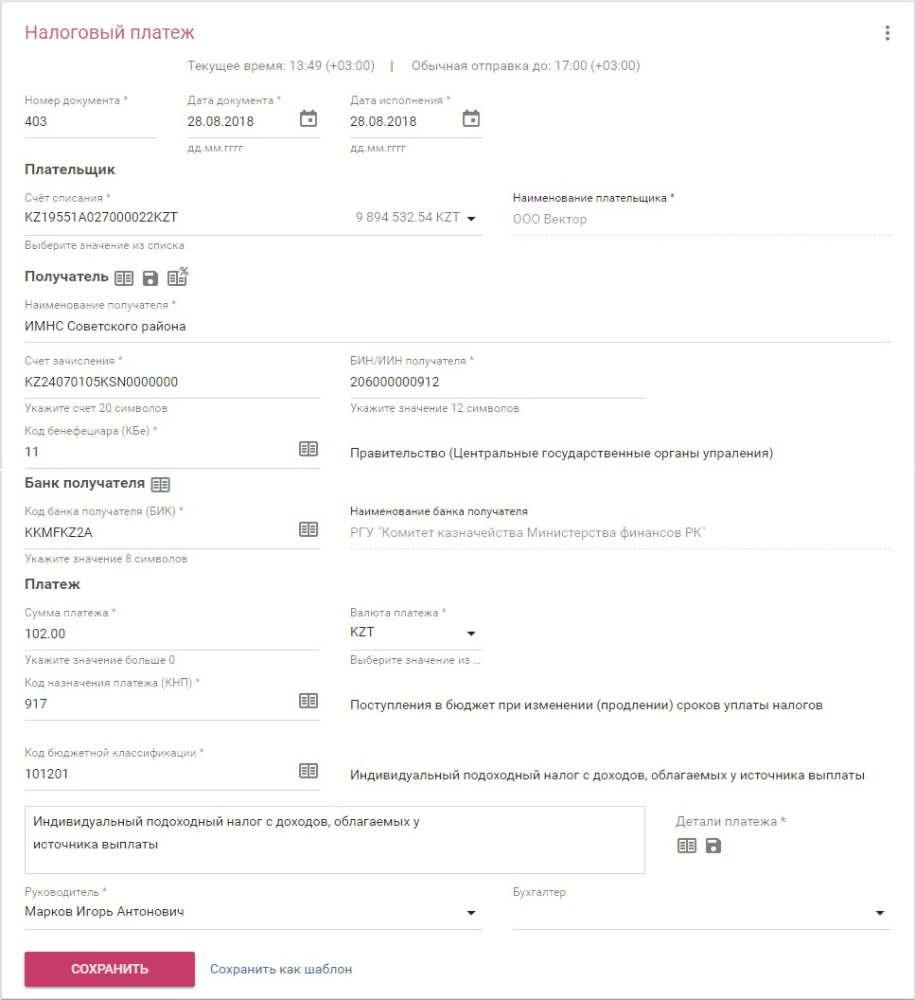 Налоговый платеж
Текущее время: 13:49 (+03:00) | Обычная отправка до: 17:00 (+03:00)
Номер документа * Дата документа * Дата исполнения *
403 28.08.2018 28.08.2018
дд.мм.гггг дд.мм.гггг
Плательщик
Счёт списания * Наименование плательщика *
KZ19551A027000022KZT 9 894 532.54 KZT ООО Вектор
Выберите значение из списка
Получатель
Наименование получателя *
ИМНС Советского района
Счет зачисления * БИН/ИИН получателя *
KZ24070105KSN0000000 206000000912
Укажите счет 20 символов Укажите значение 12 символов
Код бенефециара (КБе) *
11 Правительство (Центральные государственные органы упраления)
Банк получателя
Код банка получателя (БИК) * Наименование банка получателя
KKMFKZ2A РГУ "Комитет казначейства Министерства финансов РК"
Укажите значение 8 символов
Платеж
Сумма платежа * Валюта платежа *
102.00 KZT
Укажите значение больше 0 Выберите значение из ...
Код назначения платежа (КНП) *
917 Поступления в бюджет при изменении (продлении) сроков уплаты налогов
Код бюджетной классификации *
101201 Индивидуальный подоходный налог с доходов, облагаемых у источника выплаты
Индивидуальный подоходный налог с доходов, облагаемых у Детали платежа *
источника выплаты
Руководитель * Бухгалтер
Марков Игорь Антонович
СОХРАНИТЬ Сохранить как шаблон